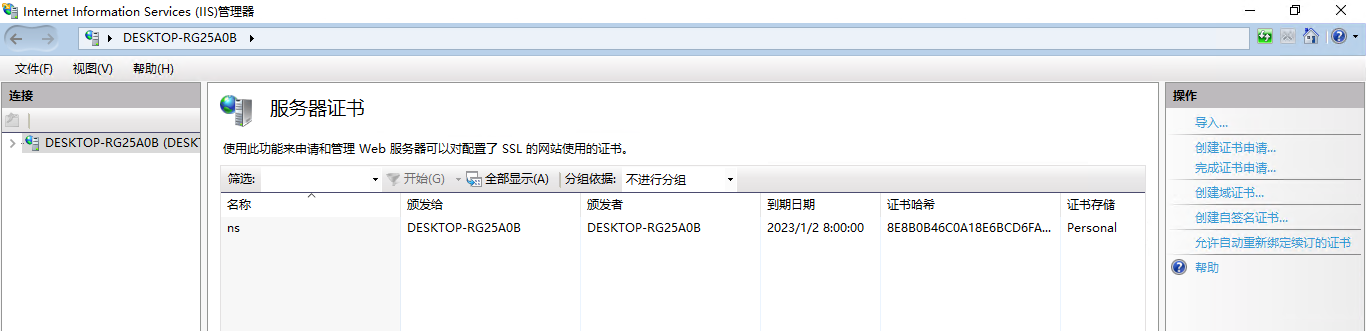 Internet Information Services (IIS)管理器
DESKTOP-RG25A0B
文件(F) 视图(V) 帮助(H)
连接
DESKTOP-RG25A0B (DESKT
服务器证书
使用此功能来申请和管理 Web 服务器可以对配置了 SSL 的网站使用的证书。
筛选: 开始(G) 全部显示(A) 分组依据: 不进行分组
名称 颁发给 颁发者 到期日期 证书哈希 证书存储
ns DESKTOP-RG25A0B DESKTOP-RG25A0B 2023/1/2 8:00:00 8E8B0B46C0A18E6BCD6FA... Personal
操作
导入...
创建证书申请...
完成证书申请...
创建域证书...
创建自签名证书...
允许自动重新绑定续订的证书
帮助